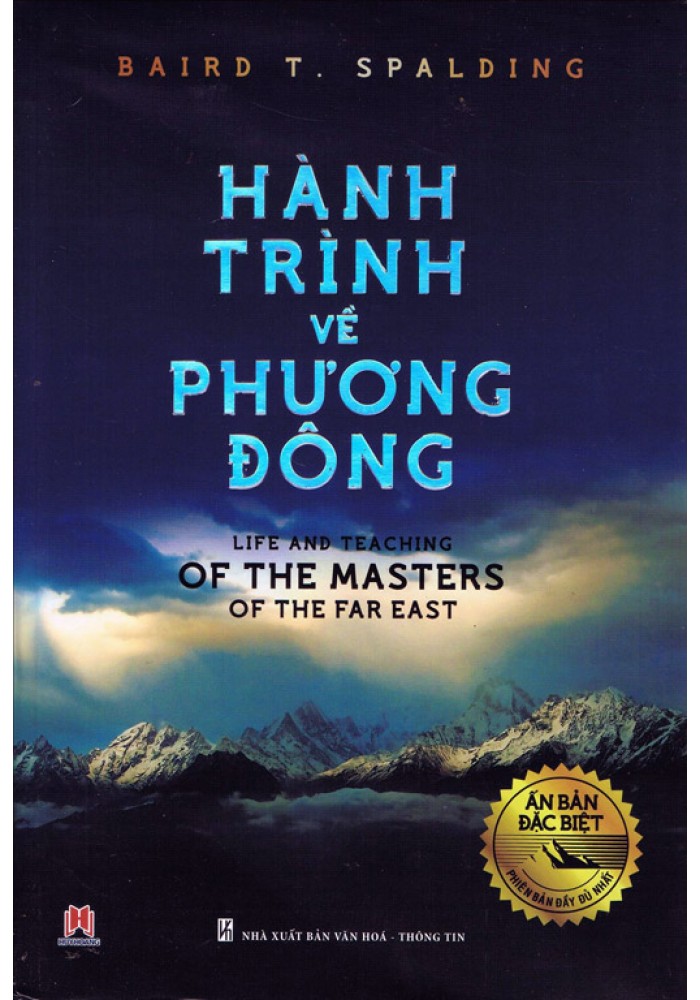 BAIRD T. SPALDING
HÀNH
TRÌNH
VỀ
PHƯƠNG
ĐÔNG
LIFE AND TEACHING
OF THE MASTERS
OF THE FAR EAST
ẤN BẢN
ĐẶC BIỆT
PHIÊN BẢN ĐẦY ĐỦ NHẤT
HUYHOANG
NHÀ XUẤT BẢN VĂN HOÁ - THÔNG TIN